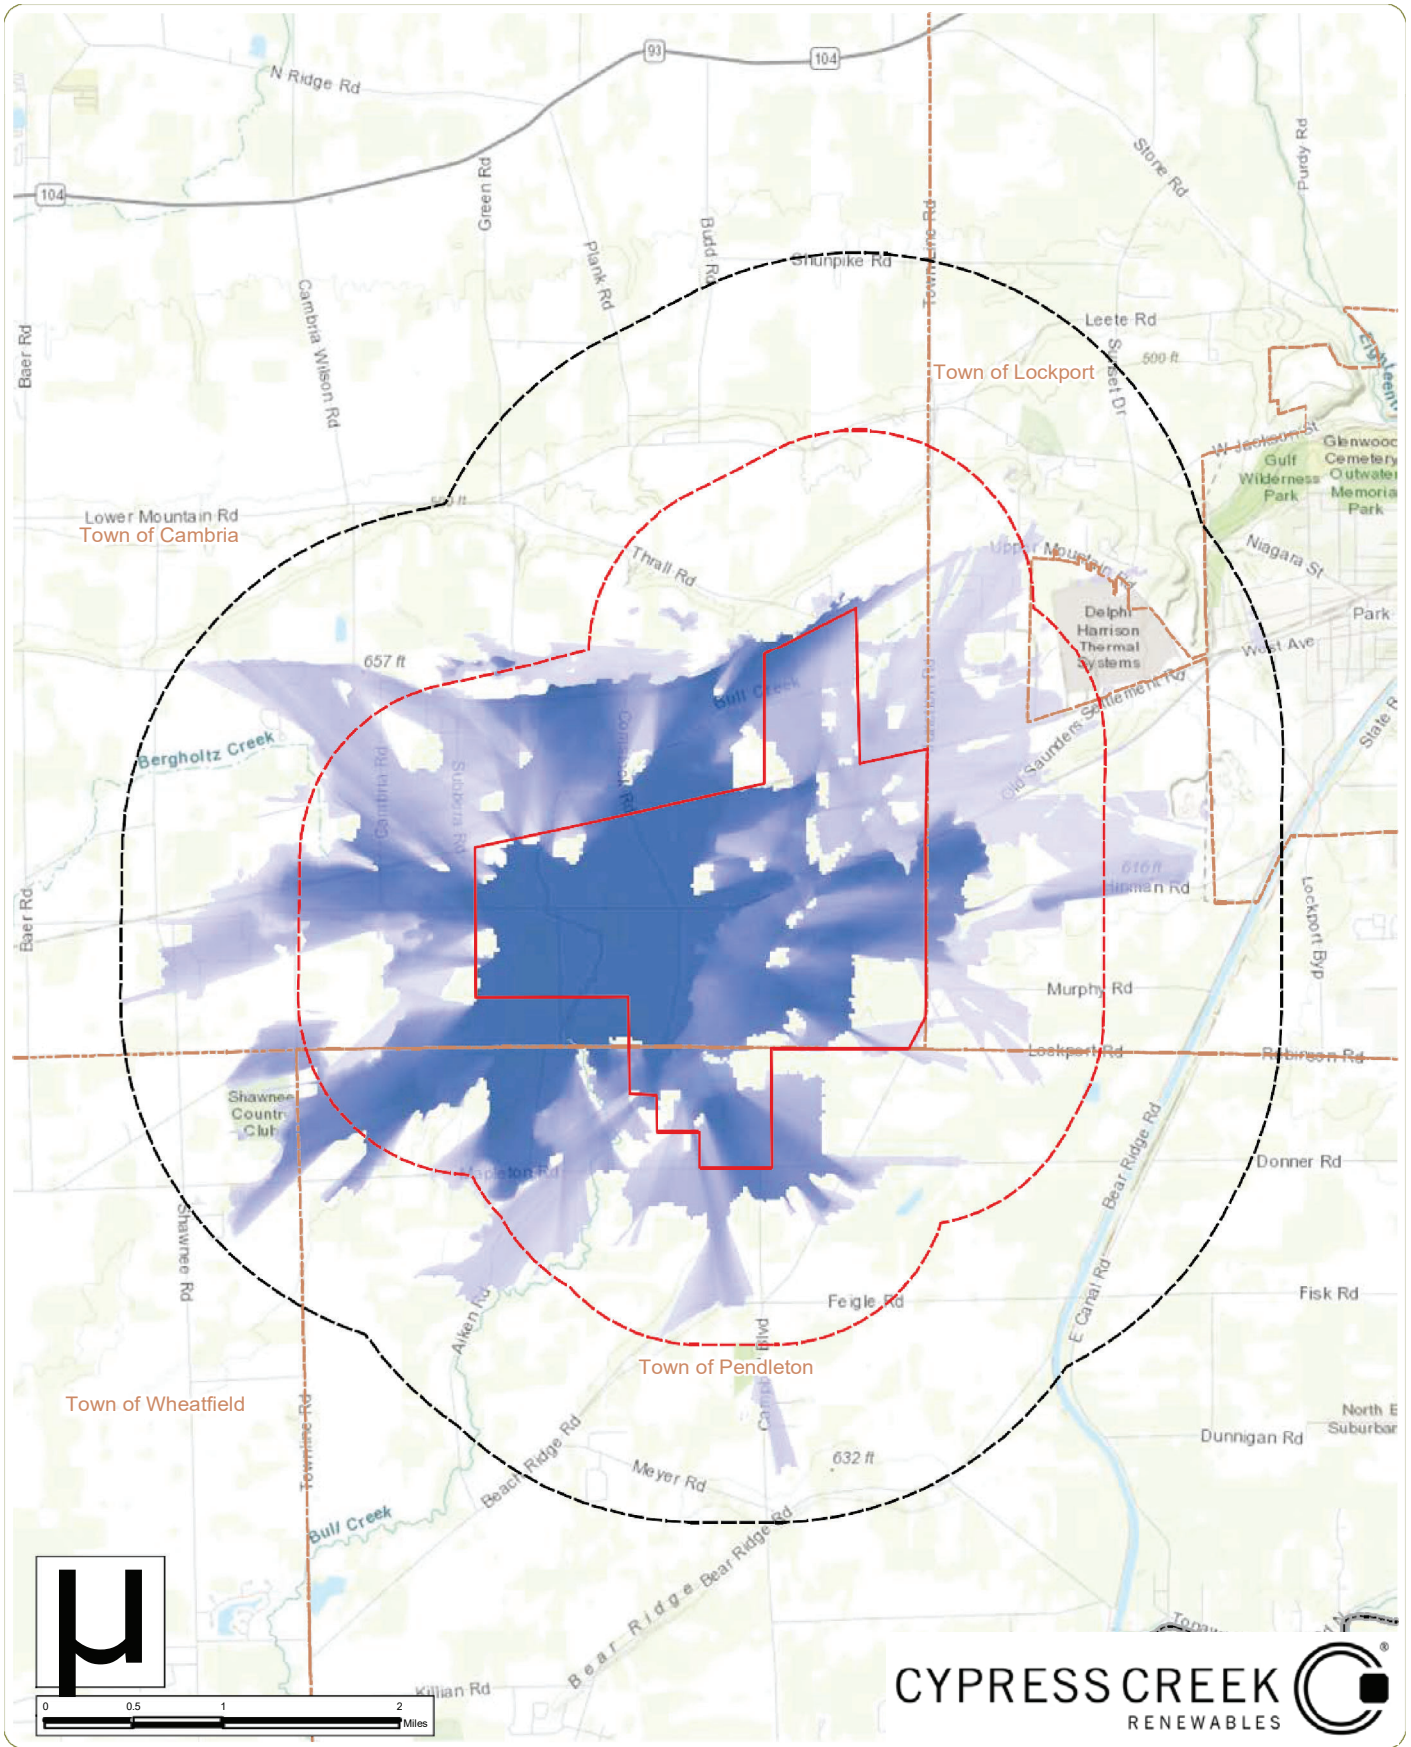 93
104
N Ridge Rd
Purdy Rd
Stone Rd
104
Green Rd
Budd Rd
Plank Rd
Town Line Rd
Shunpike Rd
Cambria Wilson Rd
Leete Rd
Baer Rd
Sunset Dr
500 ft
Town of Lockport
W Jackson St
Glenwood
Cemetery
Outwater
Memorial
Park
Gulf
Wilderness
Park
Lower Mountain Rd
Town of Cambria
Niagara St
Upper Mountain Rd
Thrall Rd
Delphi
Harrison
Thermal
Systems
Park
West Ave
657 ft
Bull Creek
Old Saunders Settlement Rd
State R
Bergholtz Creek
Comstock Rd
Cambria Rd
Subbera Rd
616 ft
Hinman Rd
Baer Rd
Lockport Byp
Murphy Rd
Lockport Rd
Robinson Rd
Shawnee
Country
Club
Bear Ridge Rd
Mapleton Rd
Donner Rd
Shawnee Rd
E Canal Rd
Feigle Rd
Fisk Rd
Aiken Rd
Town of Pendleton
Town of Wheatfield
Townline Rd
Beach Ridge Rd
Meyer Rd
632 ft
Dunnigan Rd
North E
Suburban
Bull Creek
Bear Ridge Rd
Bear Ridge
Killian Rd
µ
0 0.5 1 2
Miles
CYPRESS CREEK
RENEWABLES
®